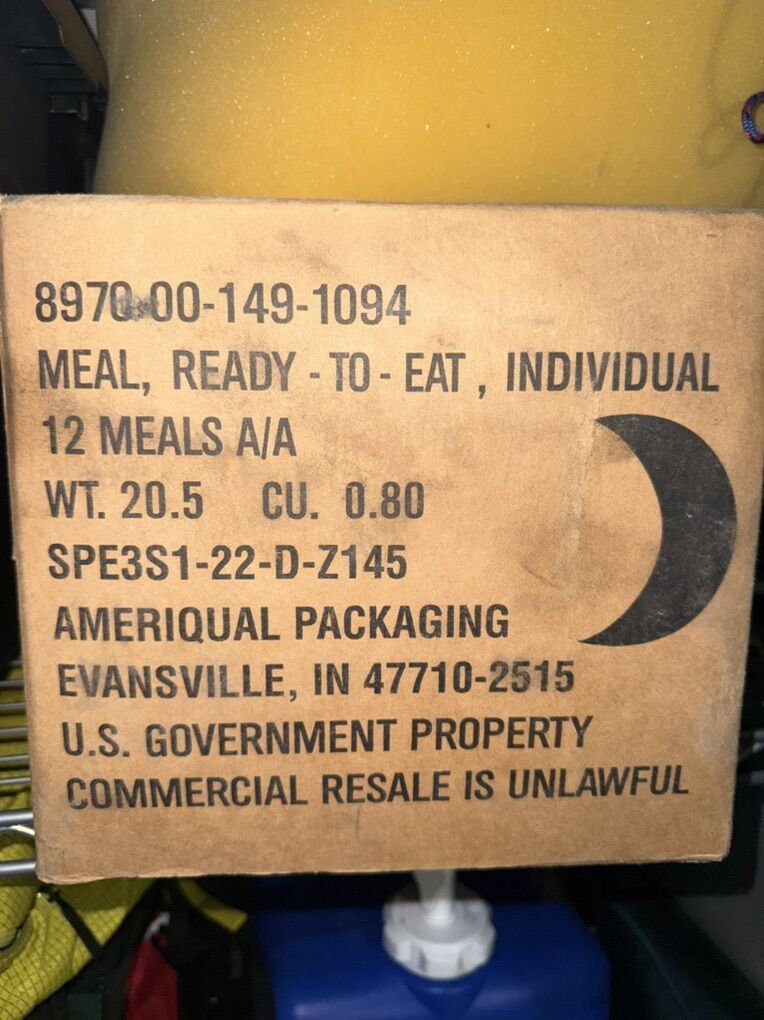 8970-00-149-1094
MEAL, READY - TO - EAT , INDIVIDUAL
12 MEALS A/A
WT. 20.5 CU. 0.80
SPE3S1-22-D-Z145
AMERIQUAL PACKAGING
EVANSVILLE, IN 47710-2515
U.S. GOVERNMENT PROPERTY
COMMERCIAL RESALE IS UNLAWFUL